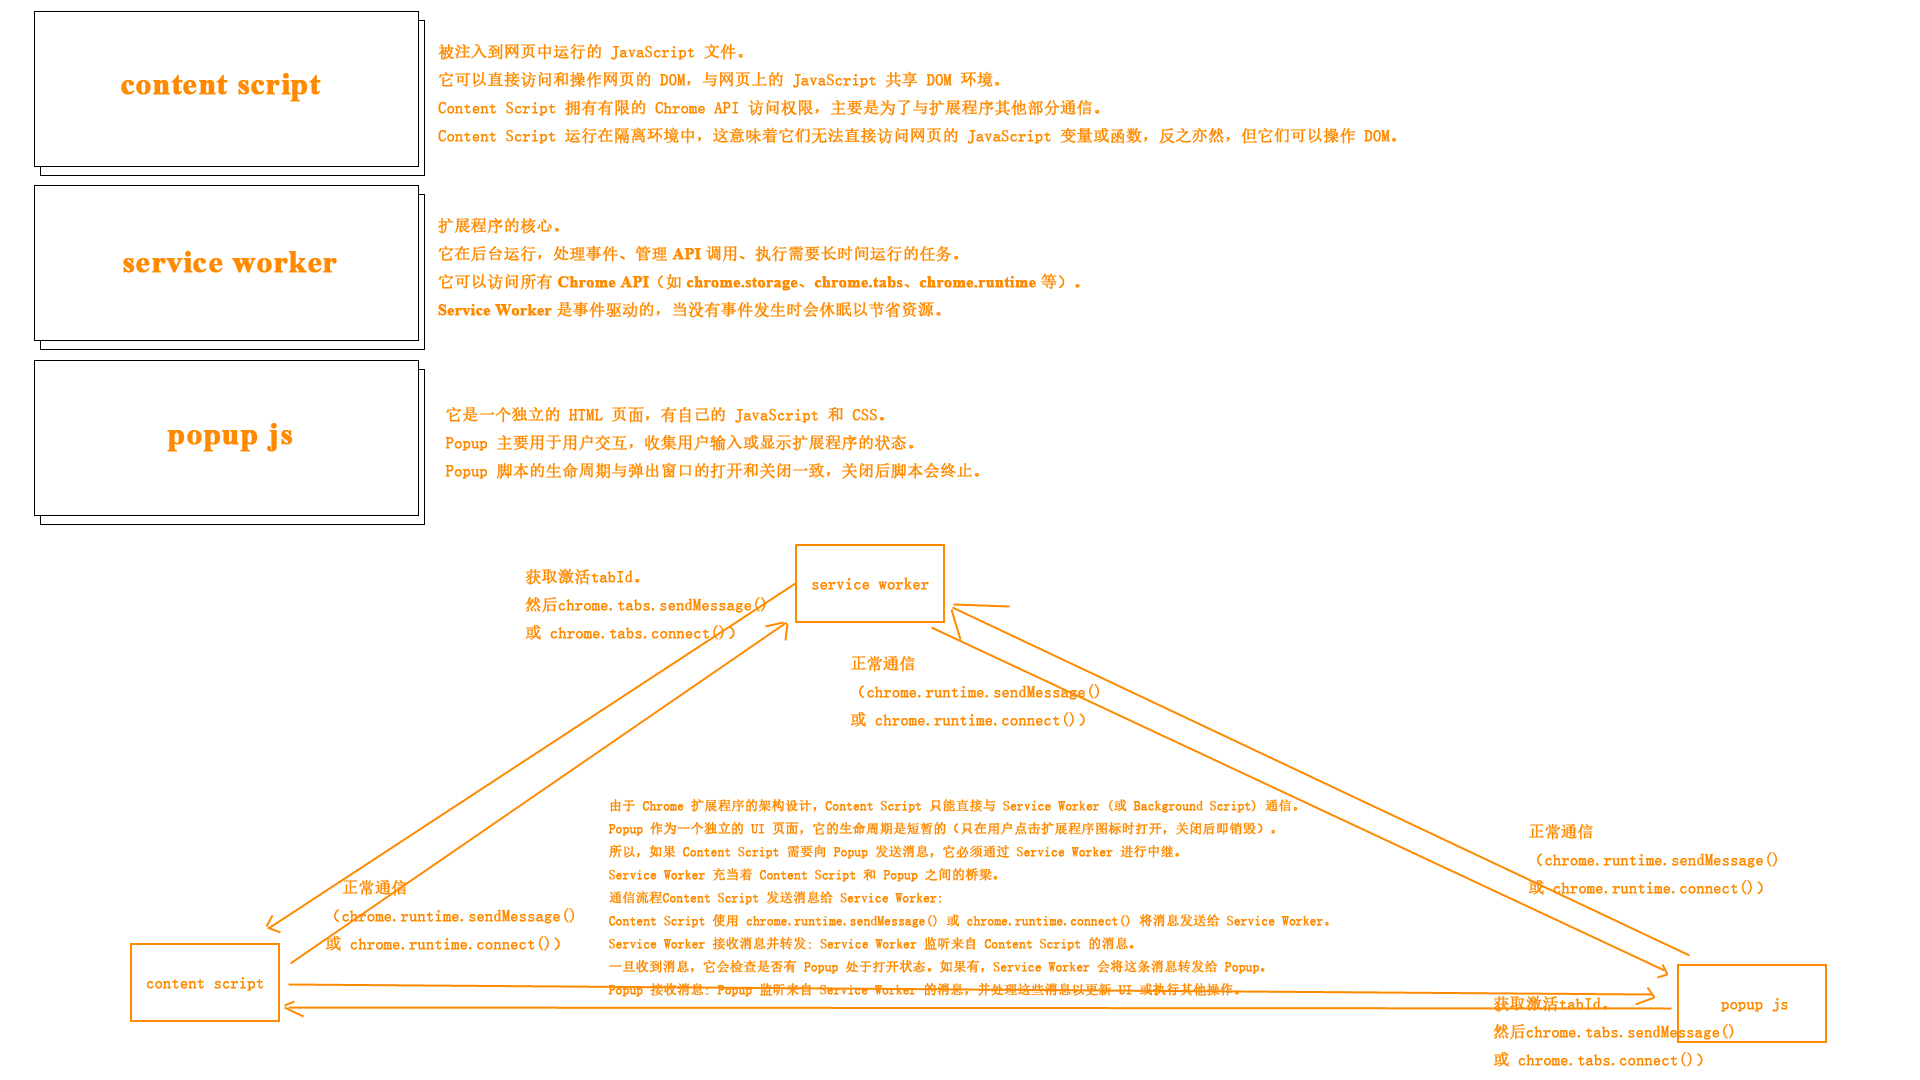 content script
被注入到网页中运行的 JavaScript 文件。
它可以直接访问和操作网页的 DOM，与网页上的 JavaScript 共享 DOM 环境。
Content Script 拥有有限的 Chrome API 访问权限，主要是为了与扩展程序其他部分通信。
Content Script 运行在隔离环境中，这意味着它们无法直接访问网页的 JavaScript 变量或函数，反之亦然，但它们可以操作 DOM。
service worker
扩展程序的核心。
它在后台运行，处理事件、管理 API 调用、执行需要长时间运行的任务。
它可以访问所有 Chrome API（如 chrome.storage、chrome.tabs、chrome.runtime 等）。
Service Worker 是事件驱动的，当没有事件发生时会休眠以节省资源。
popup js
它是一个独立的 HTML 页面，有自己的 JavaScript 和 CSS。
Popup 主要用于用户交互，收集用户输入或显示扩展程序的状态。
Popup 脚本的生命周期与弹出窗口的打开和关闭一致，关闭后脚本会终止。
service worker
获取激活tabId。
然后chrome.tabs.sendMessage()
或 chrome.tabs.connect()）
正常通信
（chrome.runtime.sendMessage()
或 chrome.runtime.connect()）
由于 Chrome 扩展程序的架构设计，Content Script 只能直接与 Service Worker (或 Background Script) 通信。
Popup 作为一个独立的 UI 页面，它的生命周期是短暂的（只在用户点击扩展程序图标时打开，关闭后即销毁）。
所以，如果 Content Script 需要向 Popup 发送消息，它必须通过 Service Worker 进行中继。
Service Worker 充当着 Content Script 和 Popup 之间的桥梁。
通信流程Content Script 发送消息给 Service Worker:
Content Script 使用 chrome.runtime.sendMessage() 或 chrome.runtime.connect() 将消息发送给 Service Worker。
Service Worker 接收消息并转发: Service Worker 监听来自 Content Script 的消息。
一旦收到消息，它会检查是否有 Popup 处于打开状态。如果有，Service Worker 会将这条消息转发给 Popup。
Popup 接收消息: Popup 监听来自 Service Worker 的消息，并处理这些消息以更新 UI 或执行其他操作。
正常通信
（chrome.runtime.sendMessage()
或 chrome.runtime.connect()）
正常通信
（chrome.runtime.sendMessage()
或 chrome.runtime.connect()）
content script
popup js
获取激活tabId。
然后chrome.tabs.sendMessage()
或 chrome.tabs.connect()）